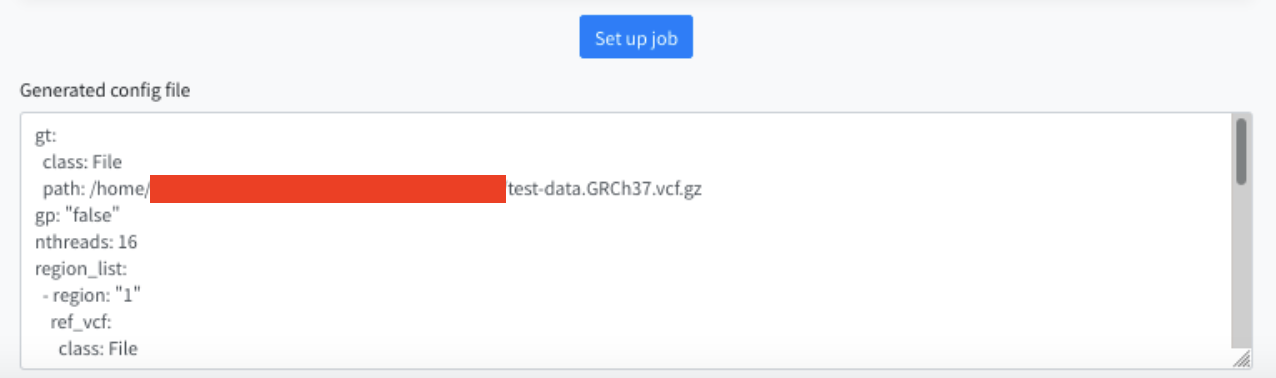 Set up job
Generated config file
gt:
class: File
path: /home/ /test-data.GRCh37.vcf.gz
gp: "false"
nthreads: 16
region_list:
- region: "1"
ref_vcf:
class: File